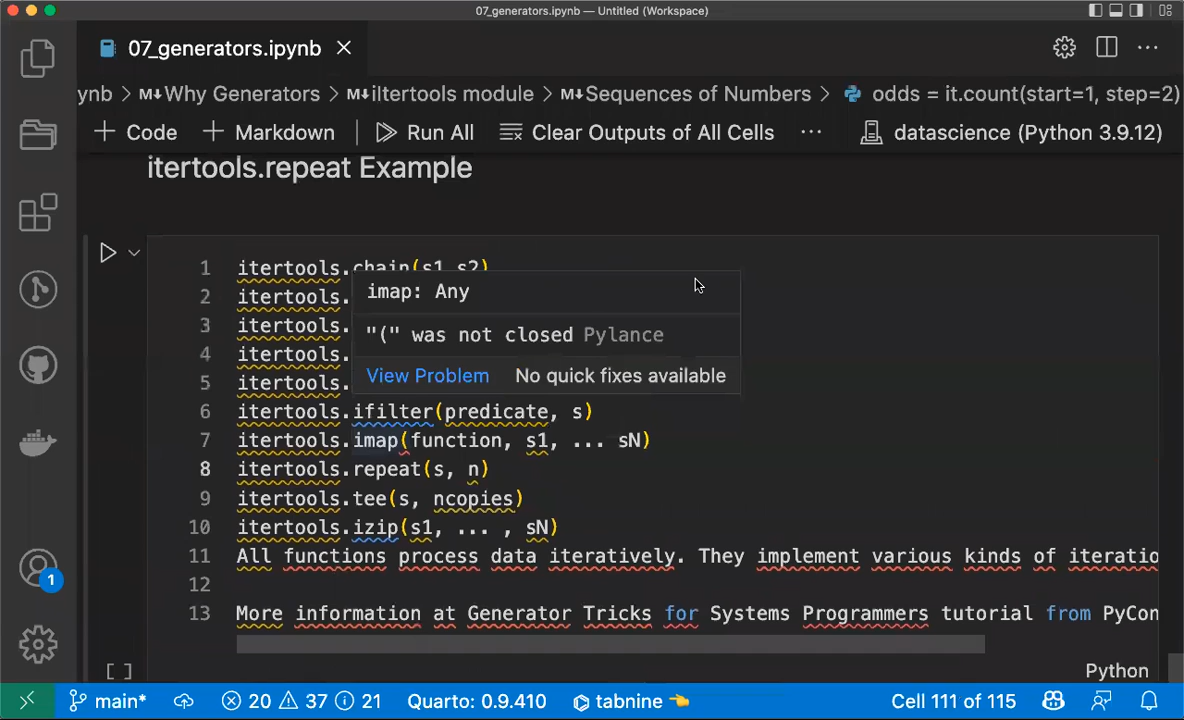 07_generators.ipynb — Untitled (Workspace)
07_generators.ipynb
ynb > M↓Why Generators > M↓iltertools module > M↓Sequences of Numbers > odds = it.count(start=1, step=2)
+ Code + Markdown | Run All Clear Outputs of All Cells ··· datascience (Python 3.9.12)
itertools.repeat Example
1 itertools.chain(s1,s2)
2 itertools.
imap: Any
3 itertools.
"(" was not closed Pylance
4 itertools.
5 itertools.
View Problem No quick fixes available
6 itertools.ifilter(predicate, s)
7 itertools.imap(function, s1, ... sN)
8 itertools.repeat(s, n)
9 itertools.tee(s, ncopies)
10 itertools.izip(s1, ... , sN)
11 All functions process data iteratively. They implement various kinds of iteratio
12
13 More information at Generator Tricks for Systems Programmers tutorial from PyCon
[ ]
Python
1
main* 20 37 21 Quarto: 0.9.410 tabnine 👈 Cell 111 of 115